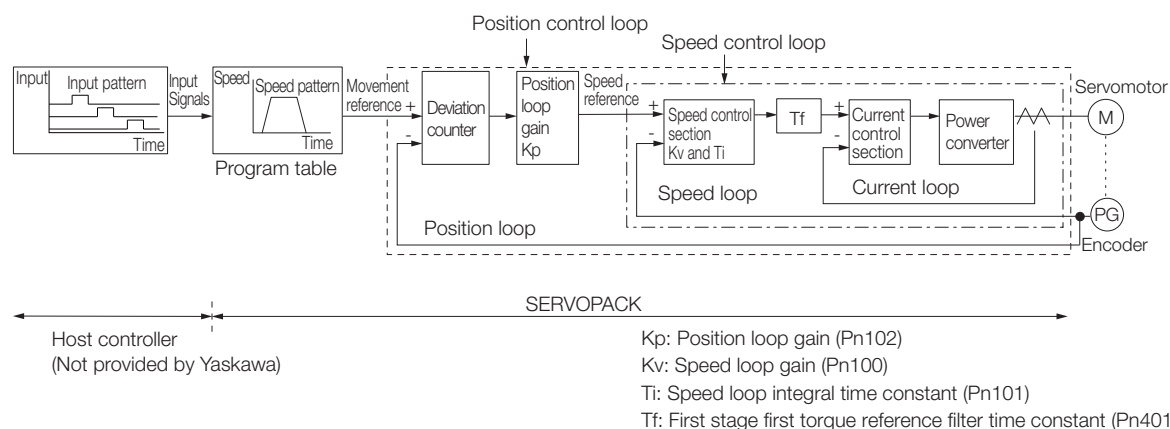 Position control loop
Speed control loop
Input
Input pattern
Time
Input
Signals
Speed
Speed pattern
Time
Program table
Movement
reference
+
-
Deviation
counter
Position
loop
gain
Kp
Speed
reference
+
-
Speed control
section
Kv and Ti
Tf
+
-
Current
control
section
Power
converter
Servomotor
M
Speed loop
Current loop
Position loop
PG
Encoder
SERVOPACK
Host controller
(Not provided by Yaskawa)
Kp: Position loop gain (Pn102)
Kv: Speed loop gain (Pn100)
Ti: Speed loop integral time constant (Pn101)
Tf: First stage first torque reference filter time constant (Pn401